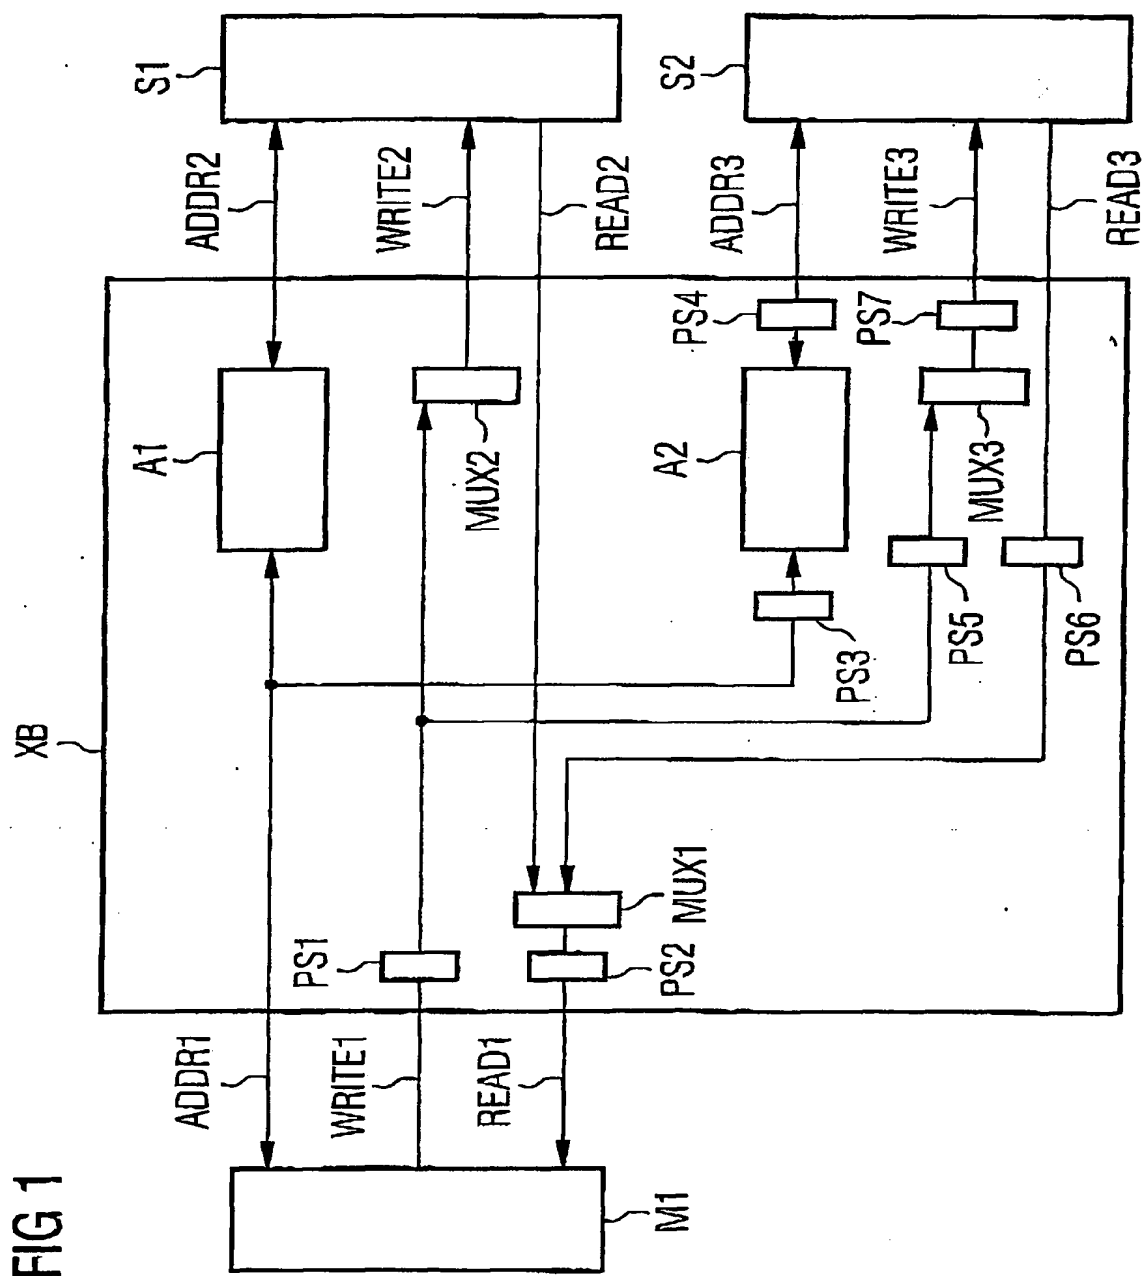 FIG 1
XB
S1
S2
ADDR2
WRITE2
READ2
ADDR3
WRITE3
READ3
A1
MUX2
PS4
A2
PS7
MUX3
PS3
PS5
PS6
PS1
MUX1
PS2
ADDR1
WRITE1
READ1
M1